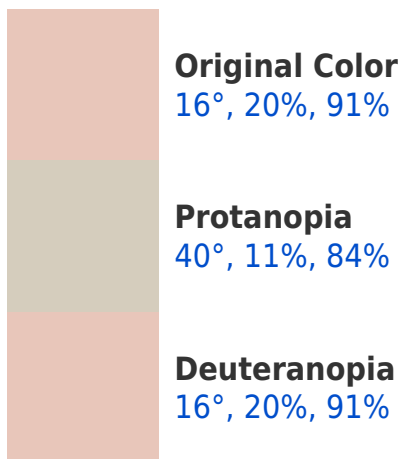 Original Color
16°, 20%, 91%
Protanopia
40°, 11%, 84%
Deuteranopia
16°, 20%, 91%